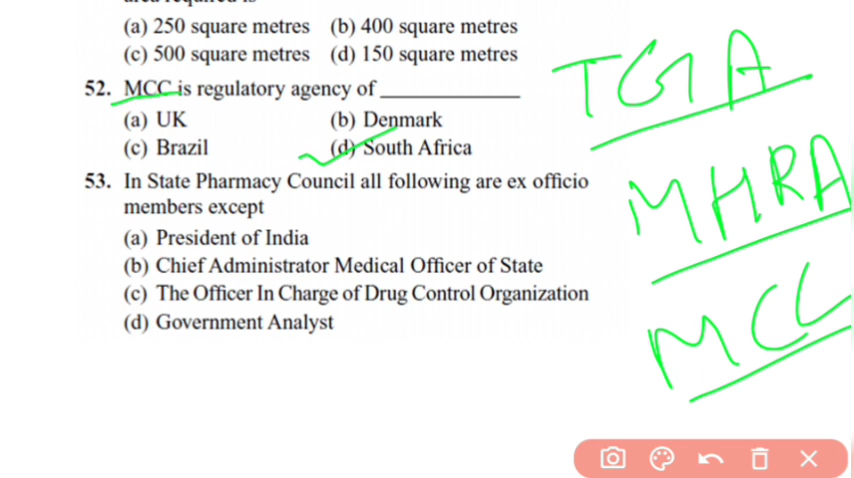 (a) 250 square metres (b) 400 square metres
(c) 500 square metres (d) 150 square metres
52. MCC is regulatory agency of ____________
(a) UK (b) Denmark
(c) Brazil (d) South Africa
53. In State Pharmacy Council all following are ex officio
members except
(a) President of India
(b) Chief Administrator Medical Officer of State
(c) The Officer In Charge of Drug Control Organization
(d) Government Analyst
TGA
MHRA
MCC